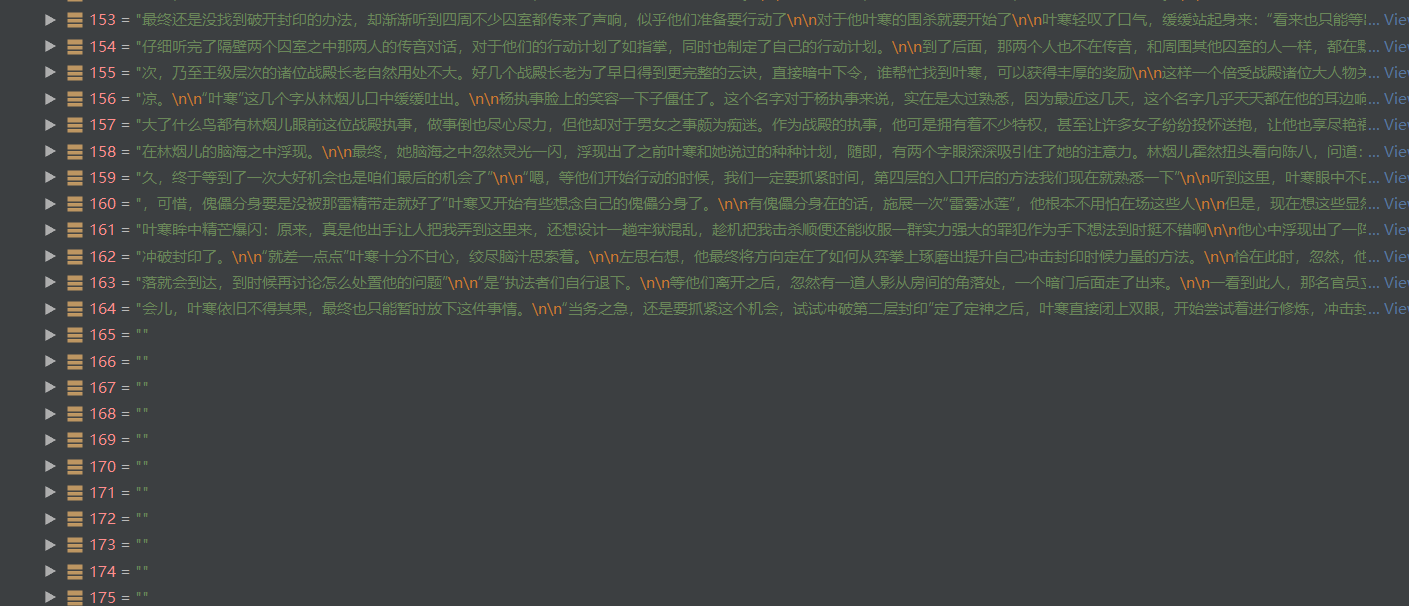 153 = "最终还是没找到破开封印的办法，却渐渐听到四周不少囚室都传来了声响，似乎他们准备要行动了\n\n对于他叶寒的围杀就要开始了\n\n叶寒轻叹了口气，缓缓站起身来：“看来也只能等... View
154 = "仔细听完了隔壁两个囚室之中那两人的传音对话，对于他们的行动计划了如指掌，同时也制定了自己的行动计划。\n\n到了后面，那两个人也不在传音，和周围其他囚室的人一样，都在... View
155 = "次，乃至王级层次的诸位战殿长老自然用处不大。好几个战殿长老为了早日得到更完整的云诀，直接暗中下令，谁帮忙找到叶寒，可以获得丰厚的奖励\n\n这样一个倍受战殿诸位大人物... View
156 = "凉。\n\n“叶寒”这几个字从林烟儿口中缓缓吐出。\n\n杨执事脸上的笑容一下子僵住了。这个名字对于杨执事来说，实在是太过熟悉，因为最近这几天，这个名字几乎天天都在他的耳边响... View
157 = "大了什么鸟都有林烟儿眼前这位战殿执事，做事倒也尽心尽力，但他却对于男女之事颇为痴迷。作为战殿的执事，他可是拥有着不少特权，甚至让许多女子纷纷投怀送抱，让他也享尽艳福... View
158 = "在林烟儿的脑海之中浮现。\n\n最终，她脑海之中忽然灵光一闪，浮现出了之前叶寒和她说过的种种计划，随即，有两个字眼深深吸引住了她的注意力。林烟儿霍然扭头看向陈八，问道：... View
159 = "久，终于等到了一次大好机会也是咱们最后的机会了”\n\n“嗯，等他们开始行动的时候，我们一定要抓紧时间，第四层的入口开启的方法我们现在就熟悉一下”\n\n听到这里，叶寒眼中不由... View
160 = "，可惜，傀儡分身要是没被那雷精带走就好了”叶寒又开始有些想念自己的傀儡分身了。\n\n有傀儡分身在的话，施展一次“雷雾冰莲”，他根本不用怕在场这些人\n\n但是，现在想这些显然... View
161 = "叶寒眸中精芒爆闪：原来，真是他出手让人把我弄到这里来，还想设计一趟牢狱混乱，趁机把我击杀顺便还能收服一群实力强大的罪犯作为手下想法到时挺不错啊\n\n他心中浮现出了一阵... View
162 = "冲破封印了。\n\n“就差一点点”叶寒十分不甘心，绞尽脑汁思索着。\n\n左思右想，他最终将方向定在了如何从弈拳上琢磨出提升自己冲击封印时候力量的方法。\n\n恰在此时，忽然，他... View
163 = "落就会到达，到时候再讨论怎么处置他的问题”\n\n“是”执法者们自行退下。\n\n等他们离开之后，忽然有一道人影从房间的角落处，一个暗门后面走了出来。\n\n一看到此人，那名官员立... View
164 = "会儿，叶寒依旧不得其果，最终也只能暂时放下这件事情。\n\n“当务之急，还是要抓紧这个机会，试试冲破第二层封印”定了定神之后，叶寒直接闭上双眼，开始尝试着进行修炼，冲击封... View
165 = ""
166 = ""
167 = ""
168 = ""
169 = ""
170 = ""
171 = ""
172 = ""
173 = ""
174 = ""
175 = ""